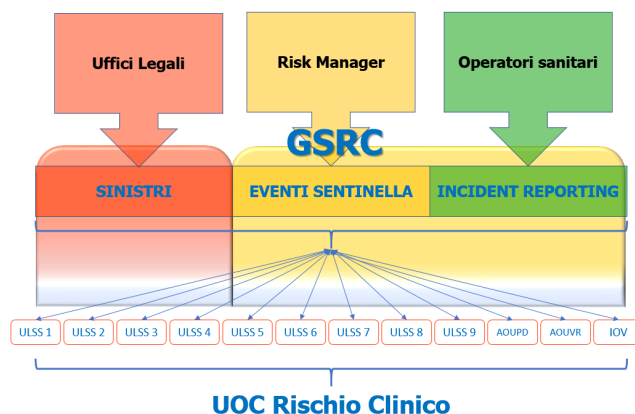 Uffici Legali
Risk Manager
Operatori sanitari
GSRC
SINISTRI
EVENTI SENTINELLA
INCIDENT REPORTING
ULSS 1
ULSS 2
ULSS 3
ULSS 4
ULSS 5
ULSS 6
ULSS 7
ULSS 8
ULSS 9
AOUPD
AOUVR
IOV
UOC Rischio Clinico